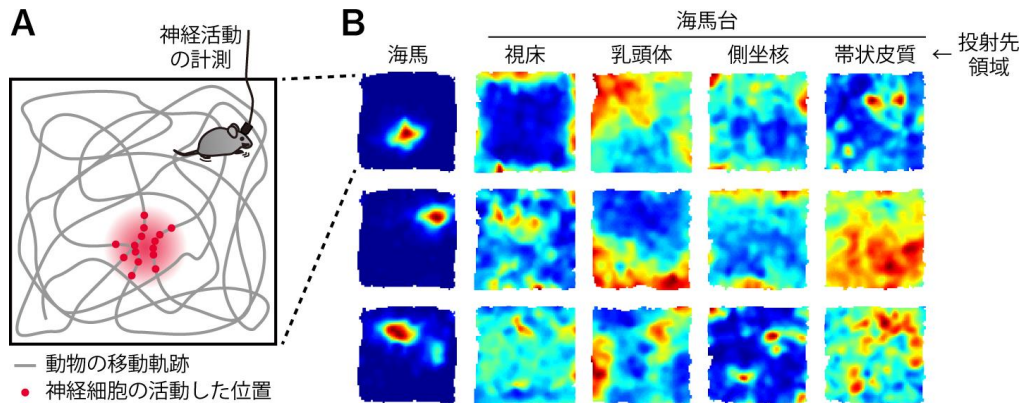 A
神経活動
の計測
動物の移動軌跡
神経細胞の活動した位置
B
海馬台
海馬
視床
乳頭体
側坐核
帯状皮質
← 投射先
領域